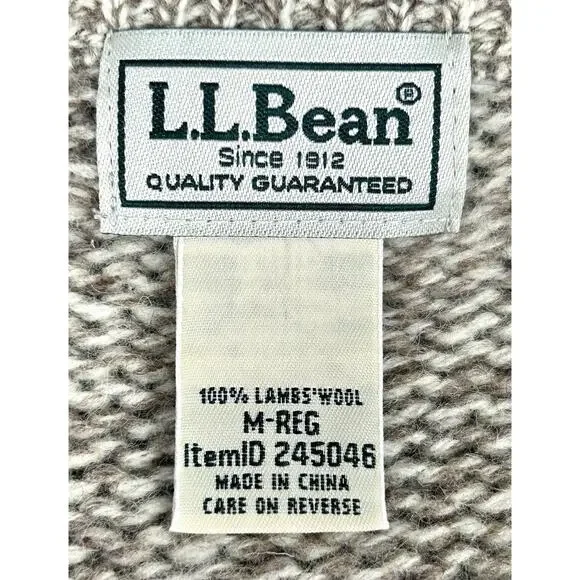 L.L.Bean®
Since 1912
QUALITY GUARANTEED
100% LAMBS'WOOL
M-REG
ItemID 245046
MADE IN CHINA
CARE ON REVERSE